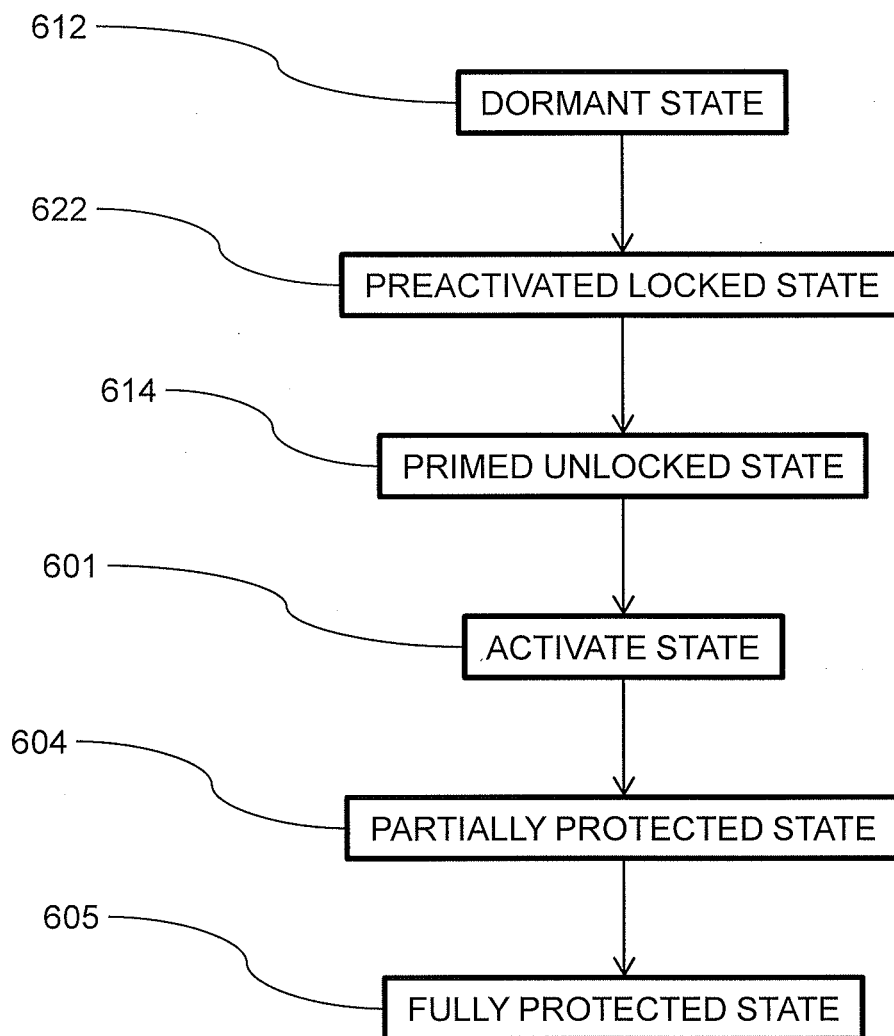 612
DORMANT STATE
622
PREACTIVATED LOCKED STATE
614
PRIMED UNLOCKED STATE
601
ACTIVATE STATE
604
PARTIALLY PROTECTED STATE
605
FULLY PROTECTED STATE